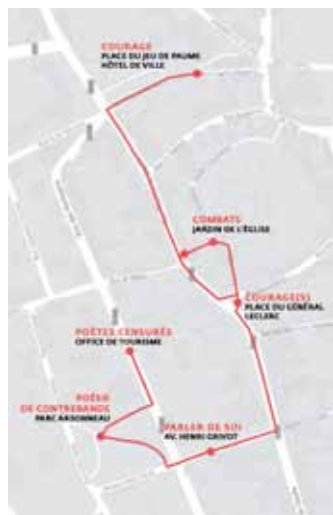 COURAGE
PLACE DU JEU DE PAUME
HÔTEL DE VILLE
COMBATS
JARDIN DE L'ÉGLISE
COURAGE(S)
PLACE DU GÉNÉRAL
LECLERC
POÈTES CENSURÉS
OFFICE DE TOURISME
POÉSIE
DE CONTREBANDE
PARC
PARLER DE SOI
AV. HENRI GRIVOT